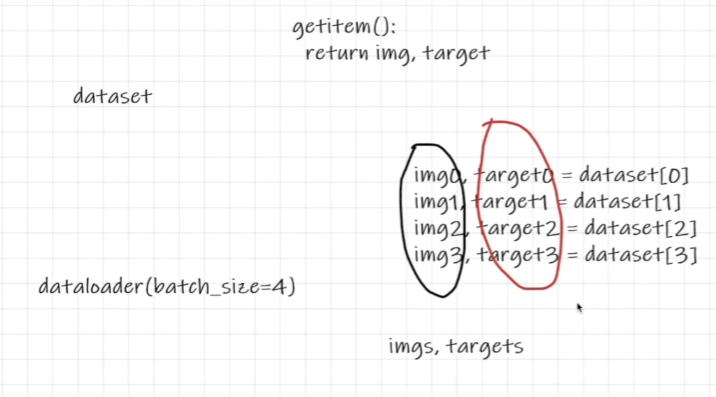 getitem():
return img, target
dataset
img0, target0 = dataset[0]
img1, target1 = dataset[1]
img2, target2 = dataset[2]
img3, target3 = dataset[3]
dataloader(batch_size=4)
imgs, targets